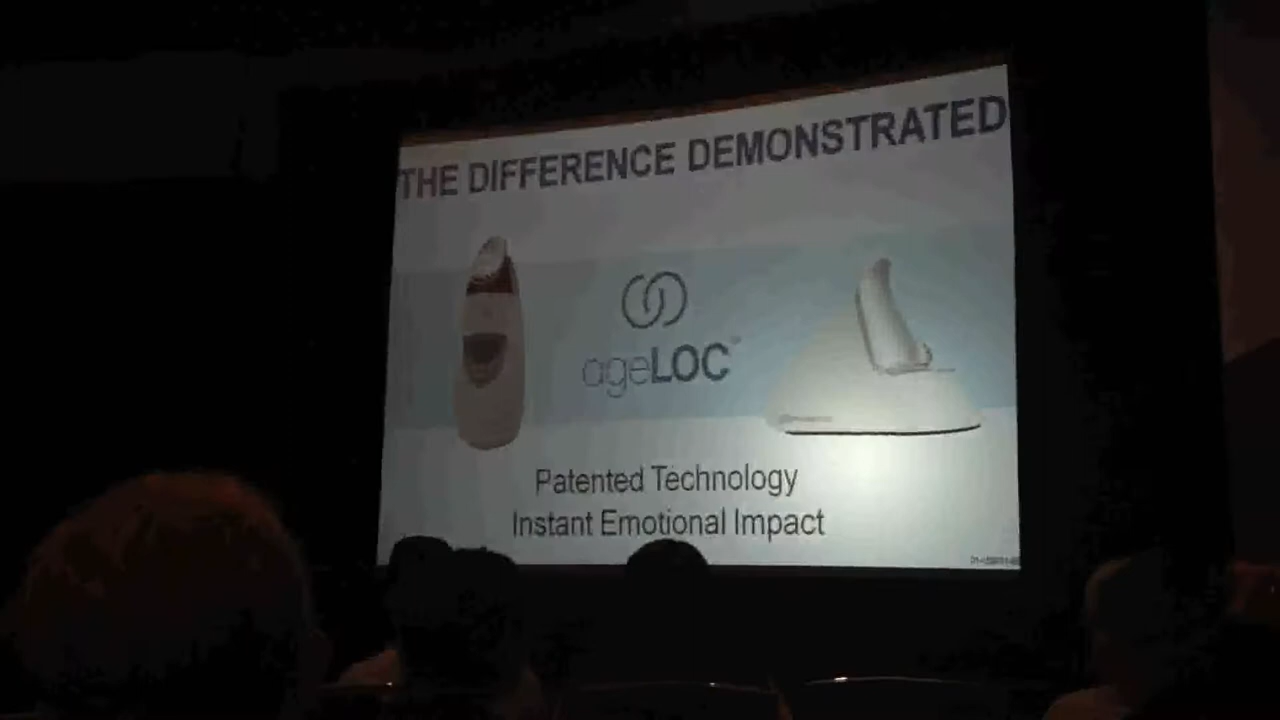 THE DIFFERENCE DEMONSTRATED
ageLOC
Patented Technology
Instant Emotional Impact